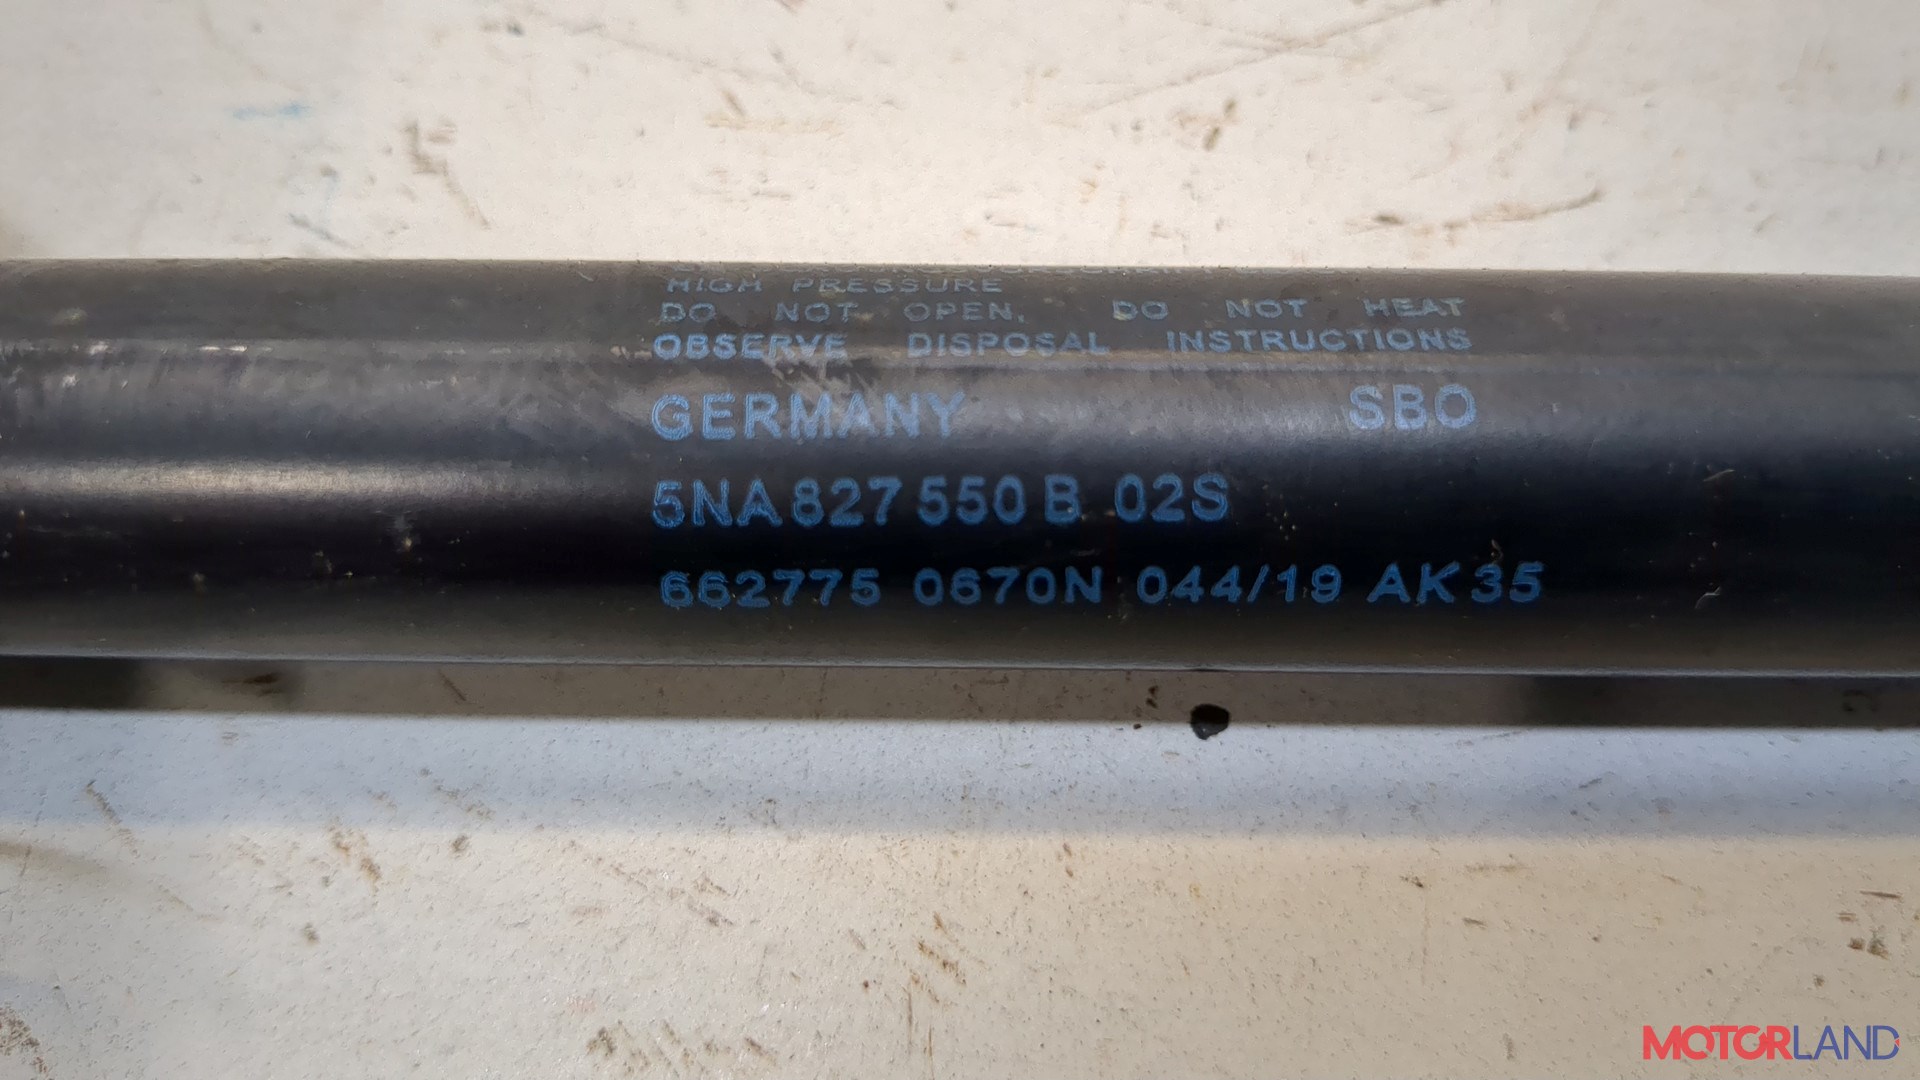 HIGH PRESSURE
DO NOT OPEN. DO NOT HEAT
OBSERVE DISPOSAL INSTRUCTIONS
GERMANY SBO
5NA 827 550 B 02S
662775 0670N 044/19 AK35
MOTORLAND